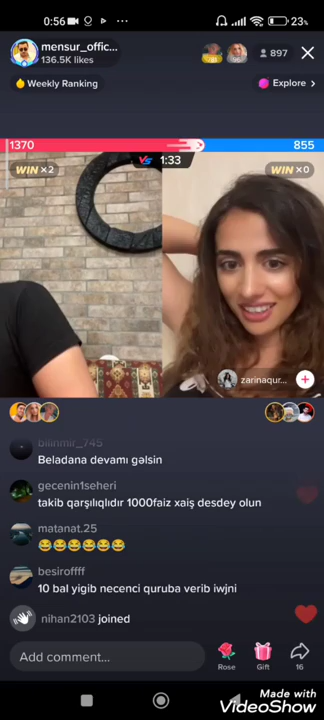 0:56
23%
mensur_offic...
136.5K likes
897
Weekly Ranking
Explore >
1370
VS
855
1:33
WIN ×2
WIN ×0
zarinaqur...
bilinmir_745
Beladana devamı gəlsin
gecenin1seheri
takib qarşılıqlıdır 1000faiz xaiş desdey olun
matanat.25
😂😂😂😂😂😂
besiroffff
10 bal yigib necenci quruba verib iwjni
nihan2103 joined
Add comment...
Rose
Gift
16
Made with
VideoShow